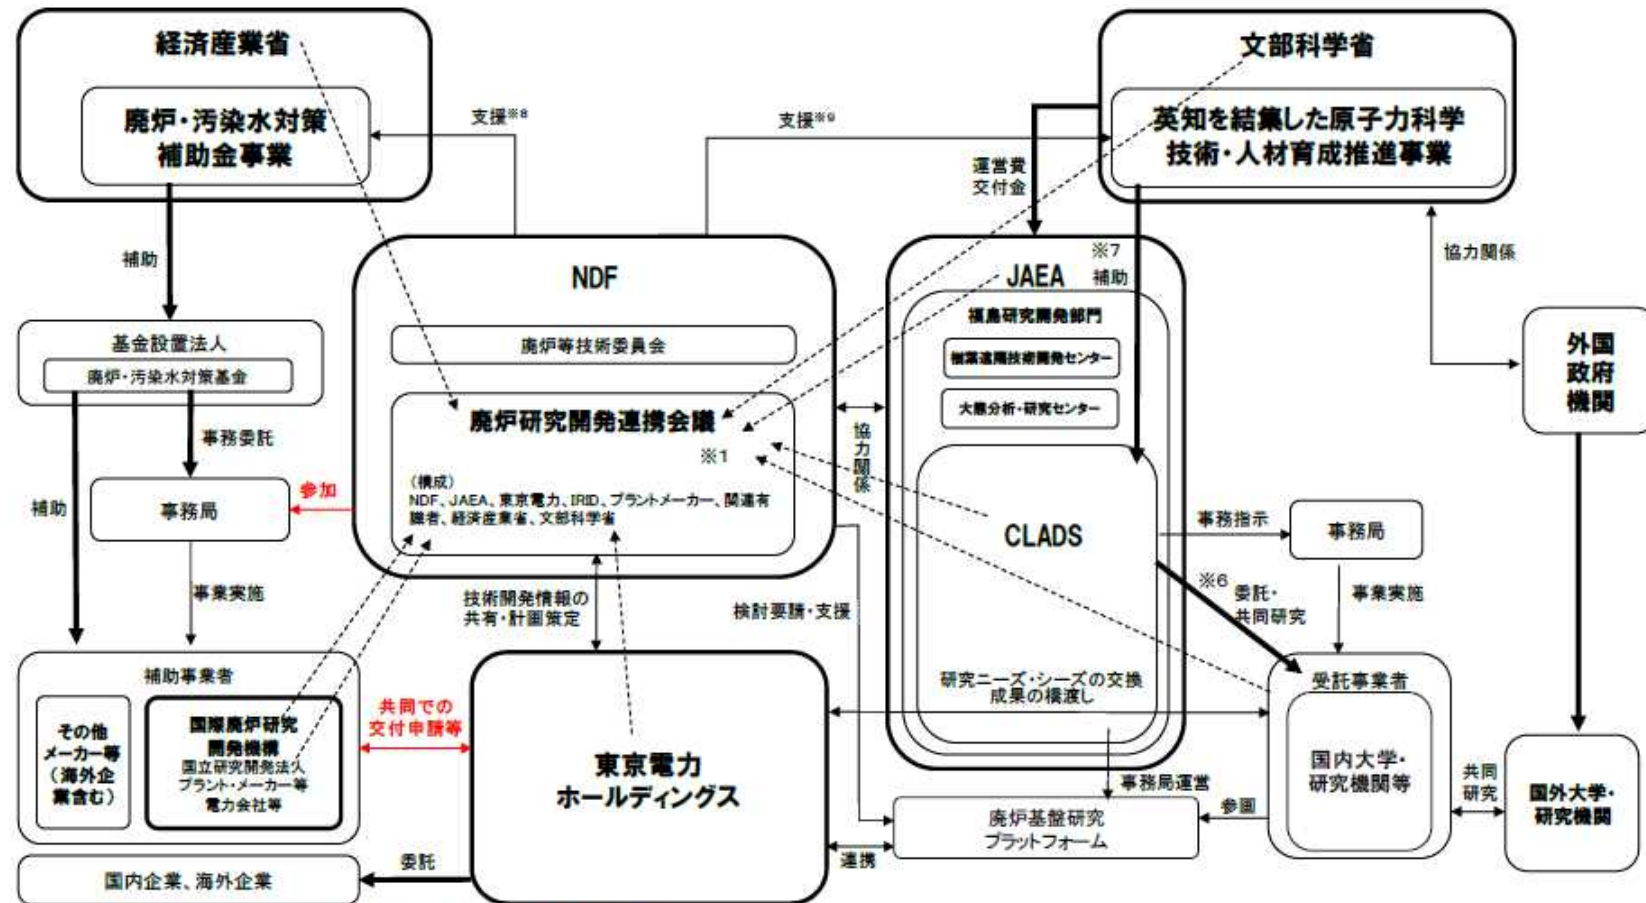 経済産業省
廃炉・汚染水対策
補助金事業
文部科学省
英知を結集した原子力科学
技術・人材育成推進事業
支援※8
支援※9
運営費
交付金
補助
協力関係
NDF
廃炉等技術委員会
廃炉研究開発連携会議
※1
(構成)
NDF、JAEA、東京電力、IRID、プラントメーカー、関連有
識者、経済産業省、文部科学省
JAEA
※7
補助
福島研究開発部門
楢葉遠隔技術開発センター
大熊分析・研究センター
CLADS
研究ニーズ・シーズの交換
成果の橋渡し
外国
政府
機関
基金設置法人
廃炉・汚染水対策基金
事務委託
補助
事務局
参加
事業実施
協力関係
技術開発情報の
共有・計画策定
検討要請・支援
事務指示
事務局
※6
委託・
共同研究
事業実施
補助事業者
その他
メーカー等
(海外企
業含む)
国際廃炉研究
開発機構
国立研究開発法人
プラント・メーカー等
電力会社等
共同での
交付申請等
東京電力
ホールディングス
受託事業者
国内大学・
研究機関等
共同
研究
国外大学・
研究機関
事務局運営
廃炉基盤研究
プラットフォーム
参画
連携
委託
国内企業、海外企業